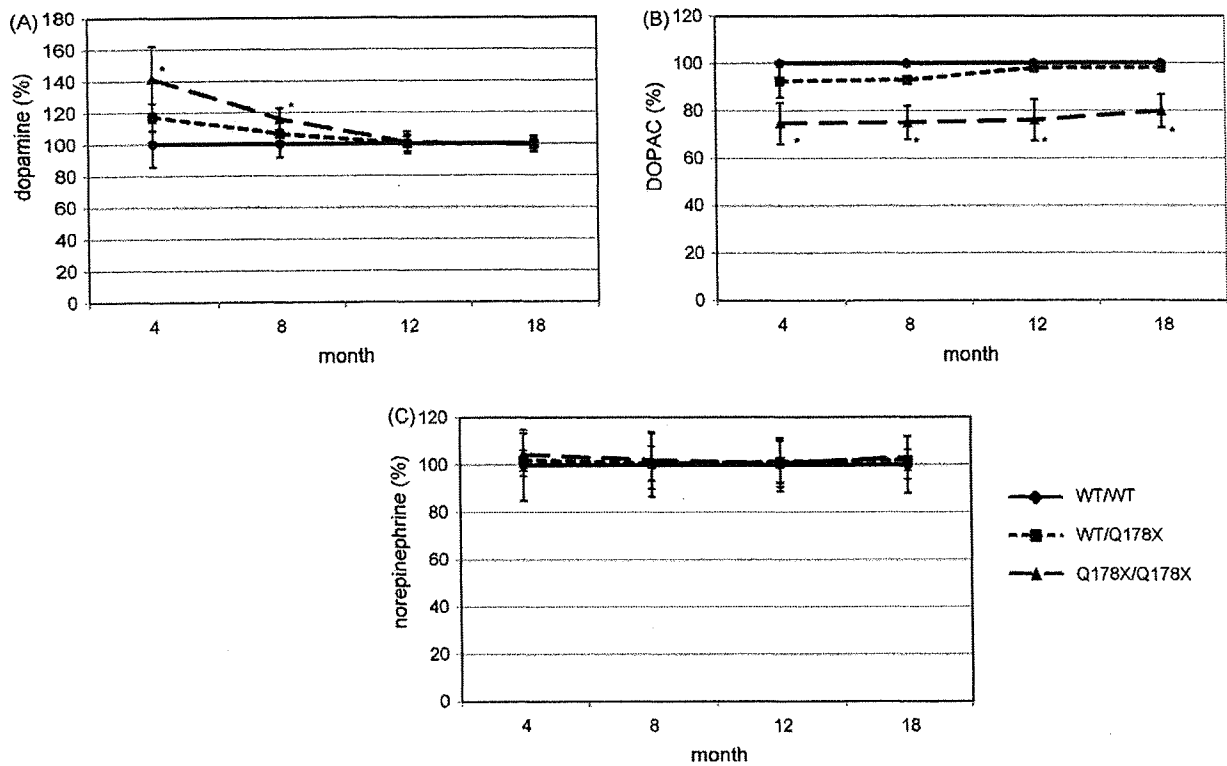 (A)
180
160
140
120
100
80
60
40
20
0
dopamine (%)
*
*
4 8 12 18
month
(B)
120
100
80
60
40
20
0
DOPAC (%)
* * * *
4 8 12 18
month
(C)
120
100
80
60
40
20
0
norepinephrine (%)
4 8 12 18
month
WT/WT
WT/Q178X
Q178X/Q178X